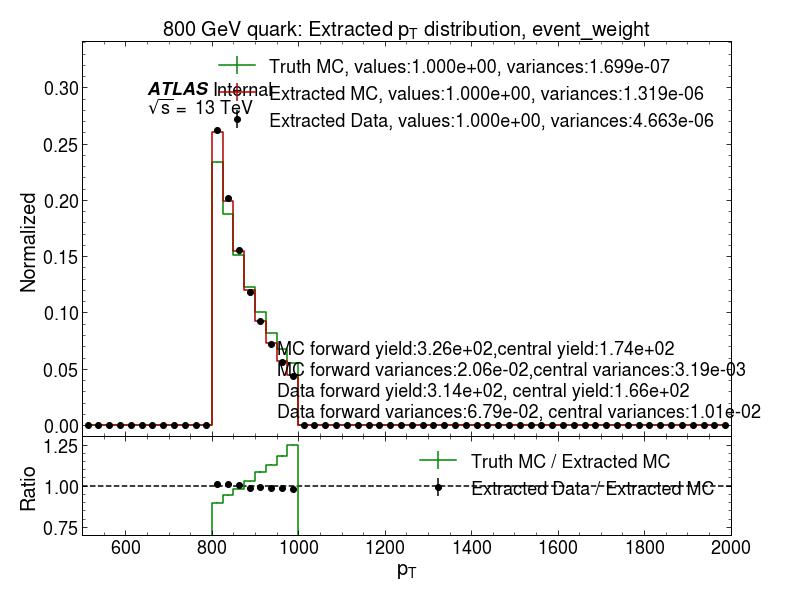 800 GeV quark: Extracted pT distribution, event_weight
Truth MC, values:1.000e+00, variances:1.699e-07
ATLAS Internal
Extracted MC, values:1.000e+00, variances:1.319e-06
√s = 13 TeV
Extracted Data, values:1.000e+00, variances:4.663e-06
Normalized
0.30
0.25
0.20
0.15
0.10
0.05
0.00
MC forward yield:3.26e+02,central yield:1.74e+02
MC forward variances:2.06e-02,central variances:3.19e-03
Data forward yield:3.14e+02, central yield:1.66e+02
Data forward variances:6.79e-02, central variances:1.01e-02
Ratio
1.25
1.00
0.75
Truth MC / Extracted MC
Extracted Data / Extracted MC
600 800 1000 1200 1400 1600 1800 2000
pT